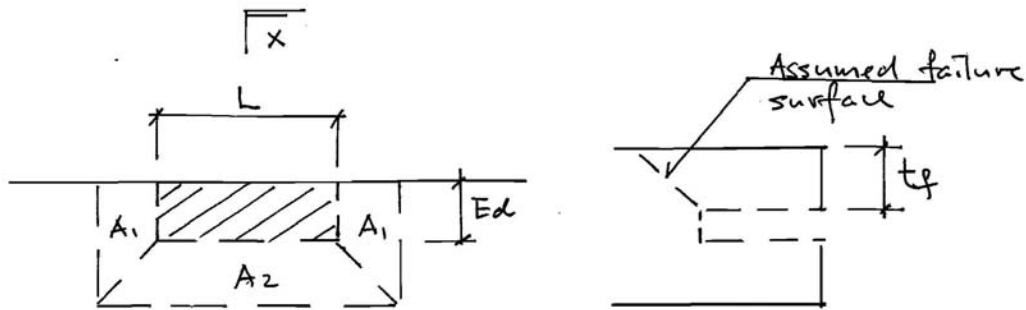 X
L
Assumed failure
surface
Ed
tf
A1
A1
A2